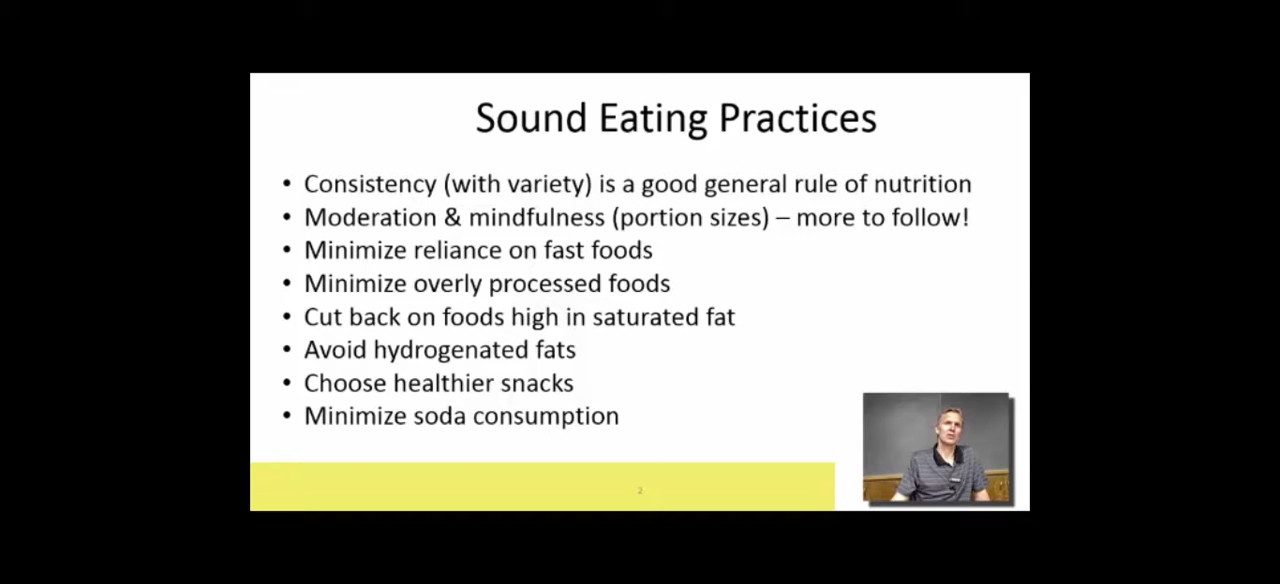 Sound Eating Practices
• Consistency (with variety) is a good general rule of nutrition
• Moderation & mindfulness (portion sizes) – more to follow!
• Minimize reliance on fast foods
• Minimize overly processed foods
• Cut back on foods high in saturated fat
• Avoid hydrogenated fats
• Choose healthier snacks
• Minimize soda consumption
2